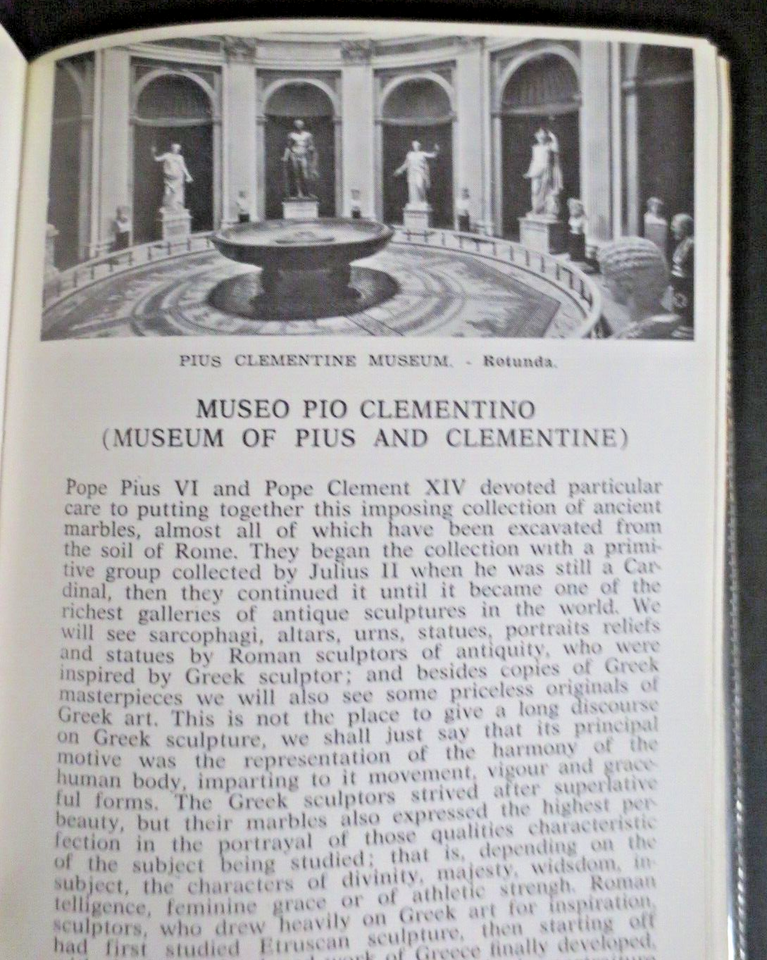 PIUS CLEMENTINE MUSEUM. - Rotunda.
MUSEO PIO CLEMENTINO
(MUSEUM OF PIUS AND CLEMENTINE)
Pope Pius VI and Pope Clement XIV devoted particular
care to putting together this imposing collection of ancient
marbles, almost all of which have been excavated from
the soil of Rome. They began the collection with a primi-
tive group collected by Julius II when he was still a Car-
dinal, then they continued it until it became one of the
richest galleries of antique sculptures in the world. We
will see sarcophagi, altars, urns, statues, portraits reliefs
and statues by Roman sculptors of antiquity, who were
inspired by Greek sculptor; and besides copies of Greek
masterpieces we will also see some priceless originals of
Greek art. This is not the place to give a long discourse
on Greek sculpture, we shall just say that its principal
motive was the representation of the harmony of the
human body, imparting to it movement, vigour and grace-
ful forms. The Greek sculptors strived after superlative
beauty, but their marbles also expressed the highest per-
fection in the portrayal of those qualities characteristic
of the subject being studied; that is, depending on the
subject, the characters of divinity, majesty, widsdom, in-
telligence, feminine grace or of athletic strengh. Roman
sculptors, who drew heavily on Greek art for inspiration,
had first studied Etruscan sculpture, then starting off
work of Greece finally developed,